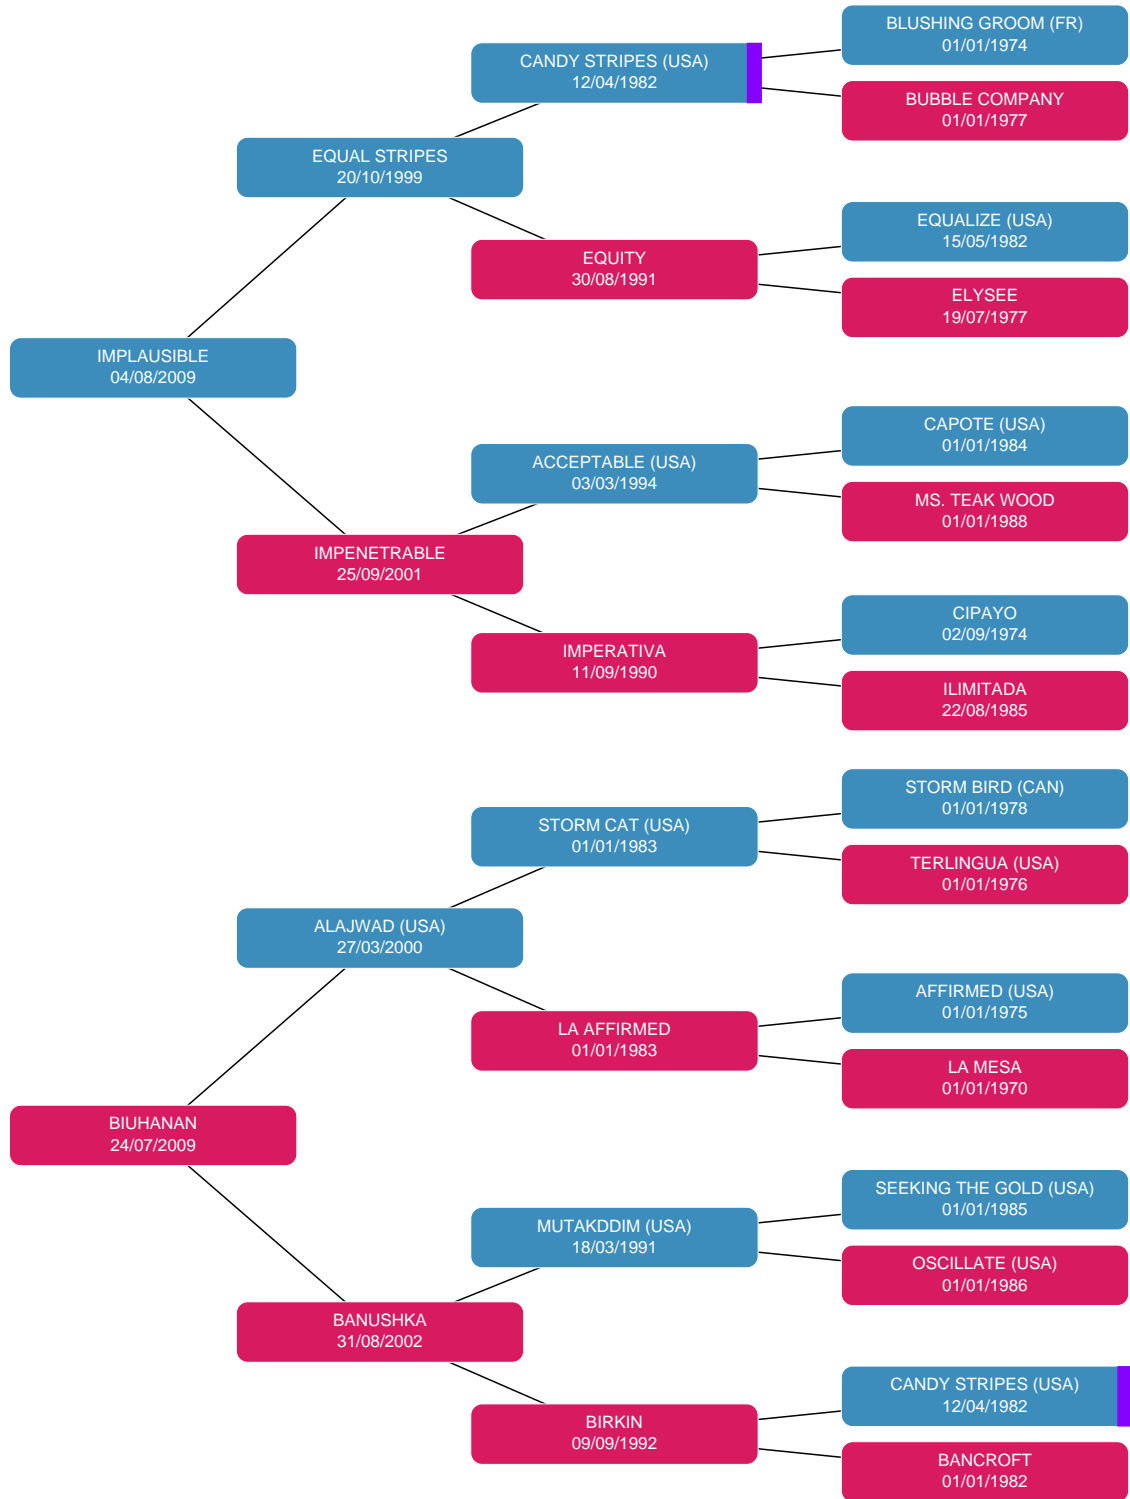 BLUSHING GROOM (FR)
01/01/1974
CANDY STRIPES (USA)
12/04/1982
BUBBLE COMPANY
01/01/1977
EQUAL STRIPES
20/10/1999
EQUALIZE (USA)
15/05/1982
EQUITY
30/08/1991
ELYSEE
19/07/1977
IMPLAUSIBLE
04/08/2009
CAPOTE (USA)
01/01/1984
ACCEPTABLE (USA)
03/03/1994
MS. TEAK WOOD
01/01/1988
IMPENETRABLE
25/09/2001
CIPAYO
02/09/1974
IMPERATIVA
11/09/1990
ILIMITADA
22/08/1985
STORM BIRD (CAN)
01/01/1978
STORM CAT (USA)
01/01/1983
TERLINGUA (USA)
01/01/1976
ALAJWAD (USA)
27/03/2000
AFFIRMED (USA)
01/01/1975
LA AFFIRMED
01/01/1983
LA MESA
01/01/1970
BIUHANAN
24/07/2009
SEEKING THE GOLD (USA)
01/01/1985
MUTAKDDIM (USA)
18/03/1991
OSCILLATE (USA)
01/01/1986
BANUSHKA
31/08/2002
CANDY STRIPES (USA)
12/04/1982
BIRKIN
09/09/1992
BANCROFT
01/01/1982